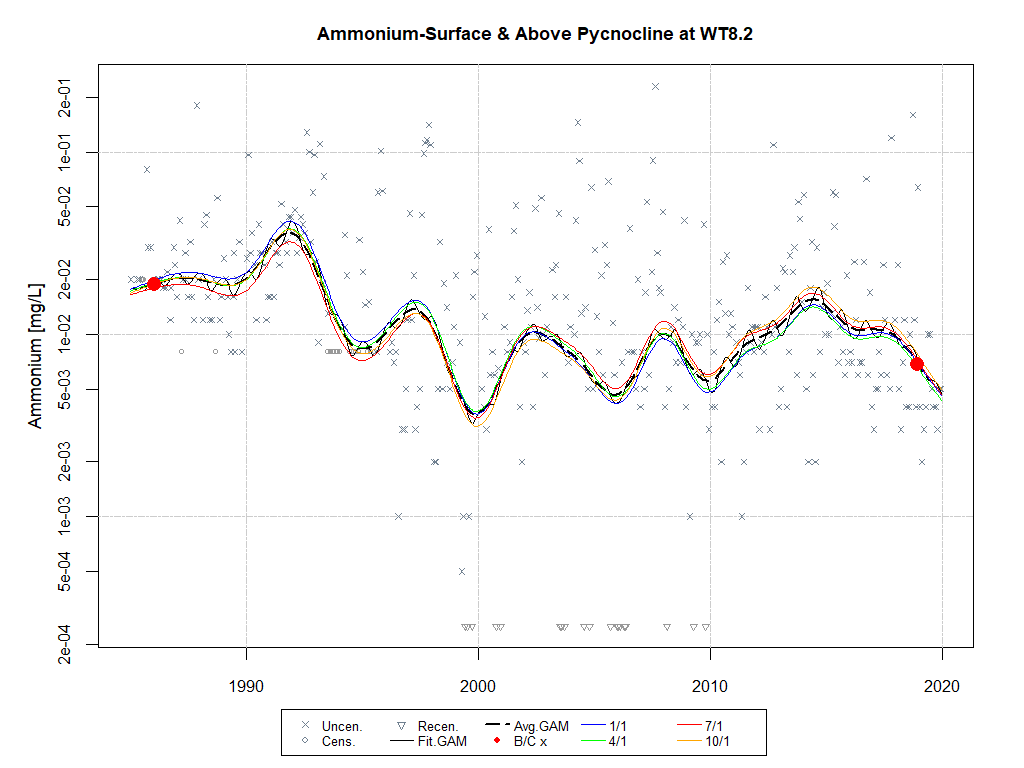 Ammonium-Surface & Above Pycnocline at WT8.2
Ammonium [mg/L]
2e-01
1e-01
5e-02
2e-02
1e-02
5e-03
2e-03
1e-03
5e-04
2e-04
1990 2000 2010 2020
Uncen. Recen. Avg.GAM 1/1 7/1
Cens. Fit.GAM B/C x 4/1 10/1